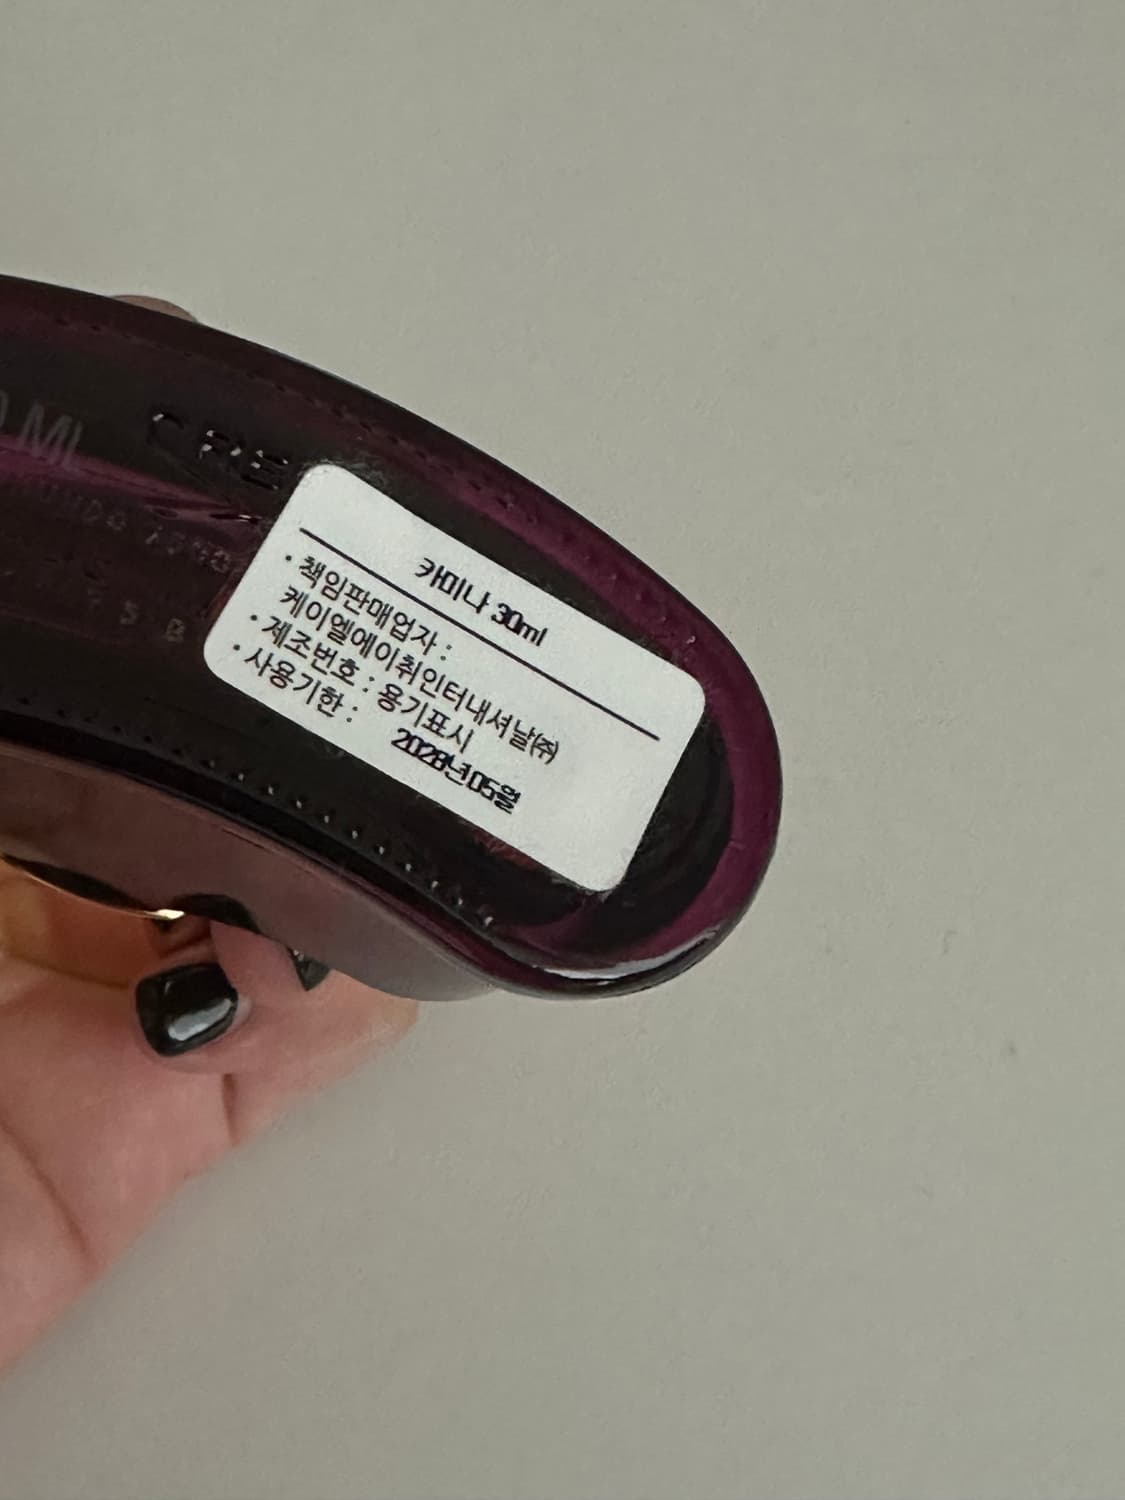 ML
CREE
카미나 30ml
• 책임판매업자 :
케이엘에이취인터내셔날㈜
• 제조번호 : 용기표시
• 사용기한 :
2028년05월